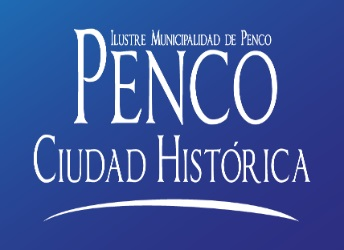 Ilustre Municipalidad de Penco
Penco
Ciudad Histórica